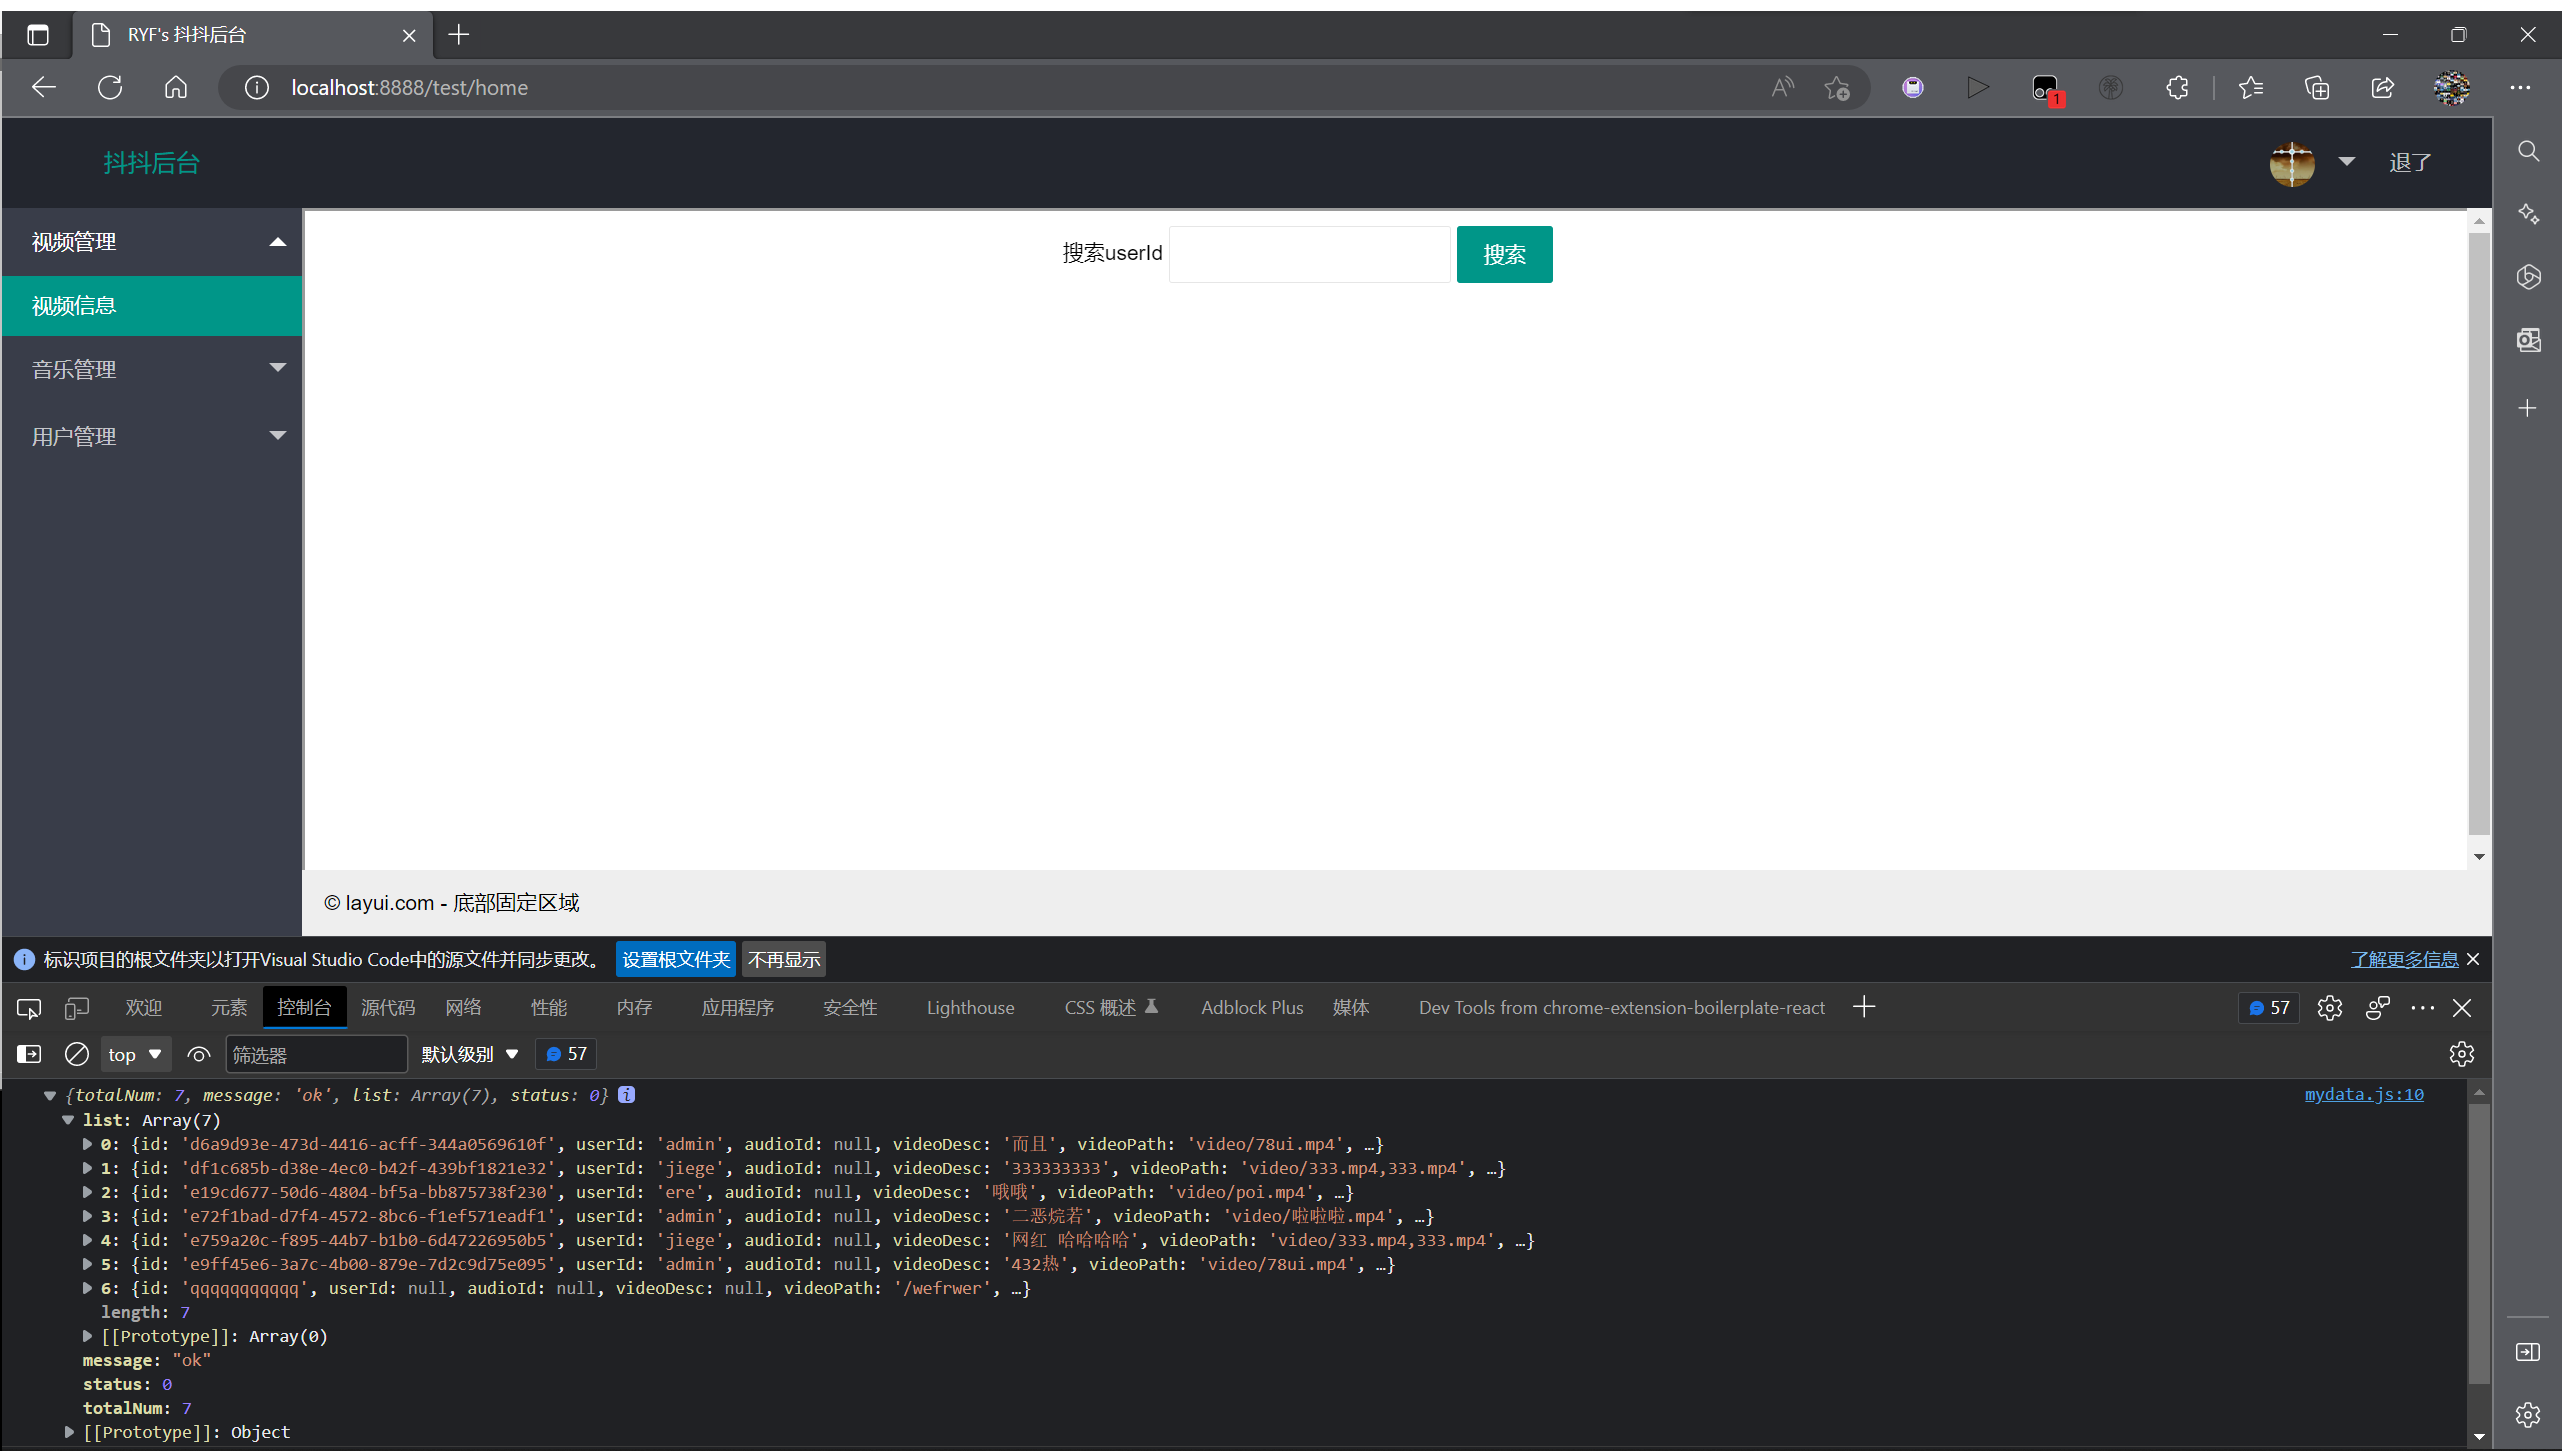 RYF's 抖抖后台
localhost:8888/test/home
1
抖抖后台
退了
视频管理
视频信息
音乐管理
用户管理
搜索userId
搜索
© layui.com - 底部固定区域
标识项目的根文件夹以打开Visual Studio Code中的源文件并同步更改。 设置根文件夹 不再显示 了解更多信息
欢迎 元素 控制台 源代码 网络 性能 内存 应用程序 安全性 Lighthouse CSS 概述 Adblock Plus 媒体 Dev Tools from chrome-extension-boilerplate-react 57
top 筛选器 默认级别 57
{totalNum: 7, message: 'ok', list: Array(7), status: 0} i mydata.js:10
list: Array(7)
0: {id: 'd6a9d93e-473d-4416-acff-344a0569610f', userId: 'admin', audioId: null, videoDesc: '而且', videoPath: 'video/78ui.mp4', …}
1: {id: 'df1c685b-d38e-4ec0-b42f-439bf1821e32', userId: 'jiege', audioId: null, videoDesc: '333333333', videoPath: 'video/333.mp4,333.mp4', …}
2: {id: 'e19cd677-50d6-4804-bf5a-bb875738f230', userId: 'ere', audioId: null, videoDesc: '哦哦', videoPath: 'video/poi.mp4', …}
3: {id: 'e72f1bad-d7f4-4572-8bc6-f1ef571eadf1', userId: 'admin', audioId: null, videoDesc: '二恶烷若', videoPath: 'video/啦啦啦.mp4', …}
4: {id: 'e759a20c-f895-44b7-b1b0-6d47226950b5', userId: 'jiege', audioId: null, videoDesc: '网红 哈哈哈哈', videoPath: 'video/333.mp4,333.mp4', …}
5: {id: 'e9ff45e6-3a7c-4b00-879e-7d2c9d75e095', userId: 'admin', audioId: null, videoDesc: '432热', videoPath: 'video/78ui.mp4', …}
6: {id: 'qqqqqqqqqqq', userId: null, audioId: null, videoDesc: null, videoPath: '/wefrwer', …}
length: 7
[[Prototype]]: Array(0)
message: "ok"
status: 0
totalNum: 7
[[Prototype]]: Object